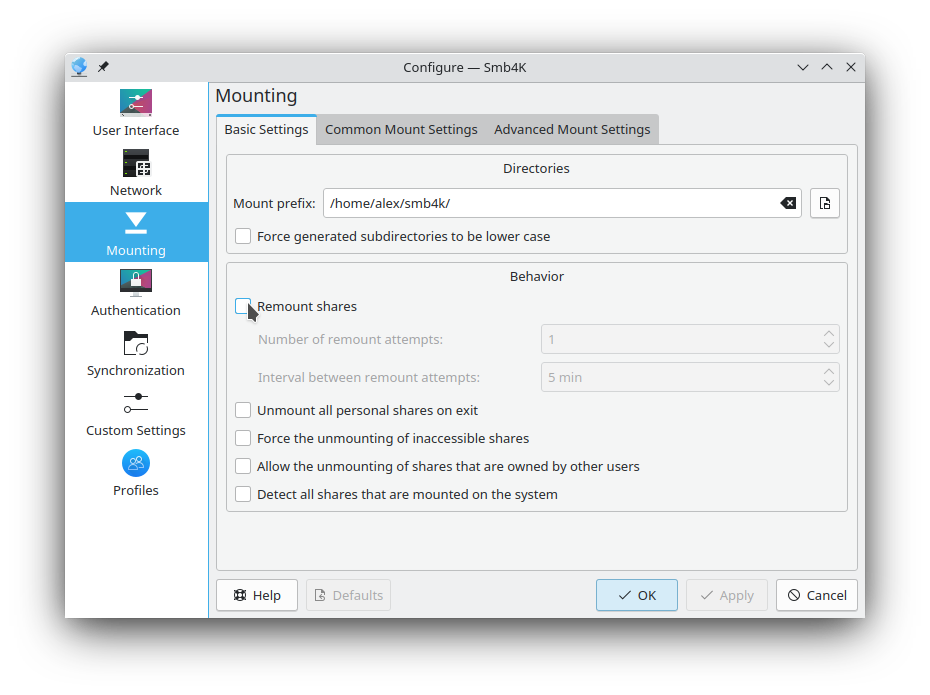 Configure — Smb4K
User Interface
Network
Mounting
Authentication
Synchronization
Custom Settings
Profiles
Mounting
Basic Settings Common Mount Settings Advanced Mount Settings
Directories
Mount prefix: /home/alex/smb4k/
Force generated subdirectories to be lower case
Behavior
Remount shares
Number of remount attempts: 1
Interval between remount attempts: 5 min
Unmount all personal shares on exit
Force the unmounting of inaccessible shares
Allow the unmounting of shares that are owned by other users
Detect all shares that are mounted on the system
Help Defaults OK Apply Cancel